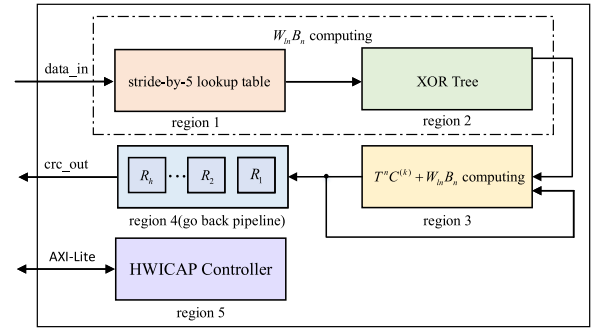 W_{ln}B_n computing
data_in
stride-by-5 lookup table
XOR Tree
region 1
region 2
crc_out
R_h ... R_2 R_1
T^n C^{(k)} + W_{ln}B_n computing
region 4(go back pipeline)
region 3
AXI-Lite
HWICAP Controller
region 5